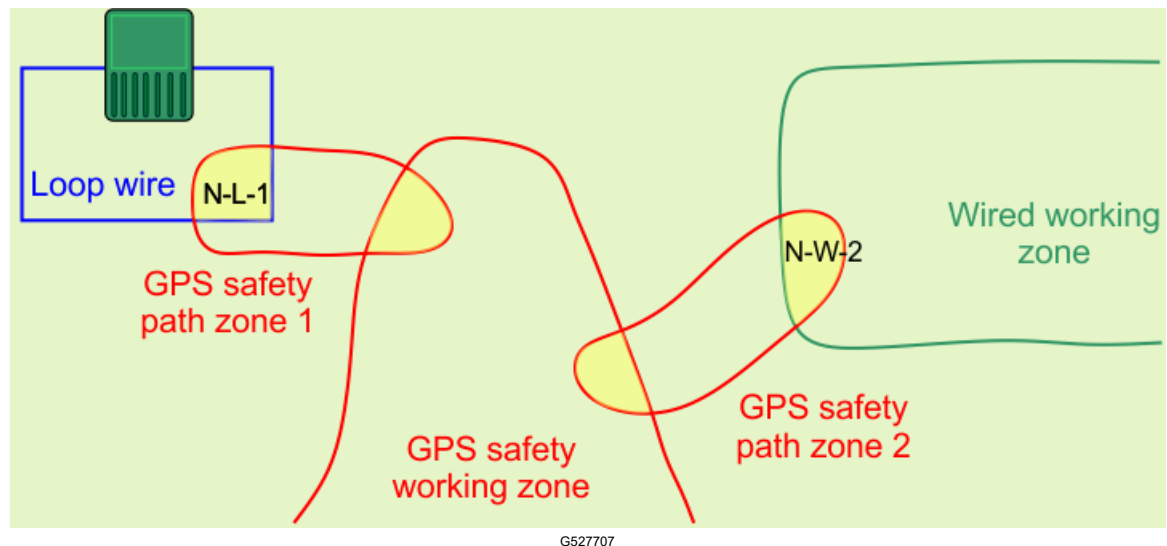 Loop wire
N-L-1
GPS safety
path zone 1
Wired working
zone
N-W-2
GPS safety
path zone 2
GPS safety
working zone
G527707